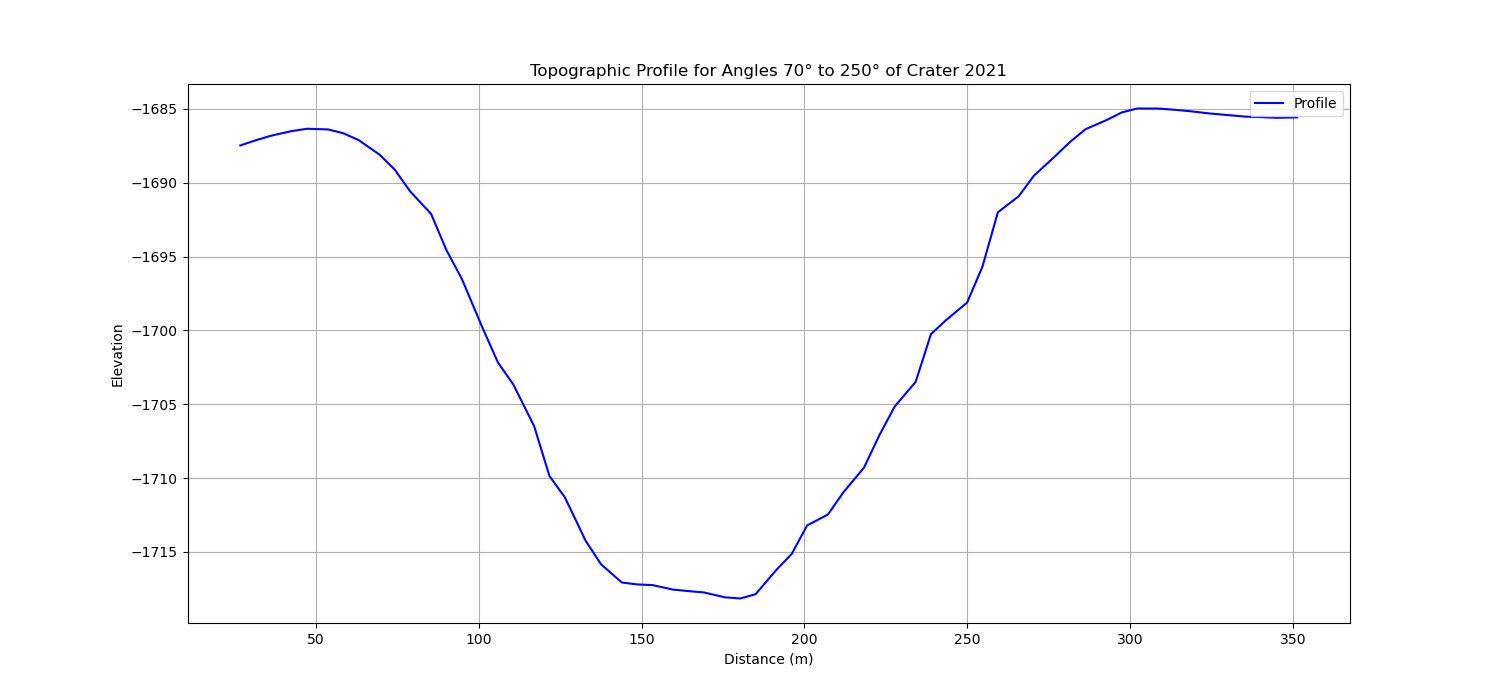 Topographic Profile for Angles 70° to 250° of Crater 2021
Profile
Elevation
−1685
−1690
−1695
−1700
−1705
−1710
−1715
50 100 150 200 250 300 350
Distance (m)